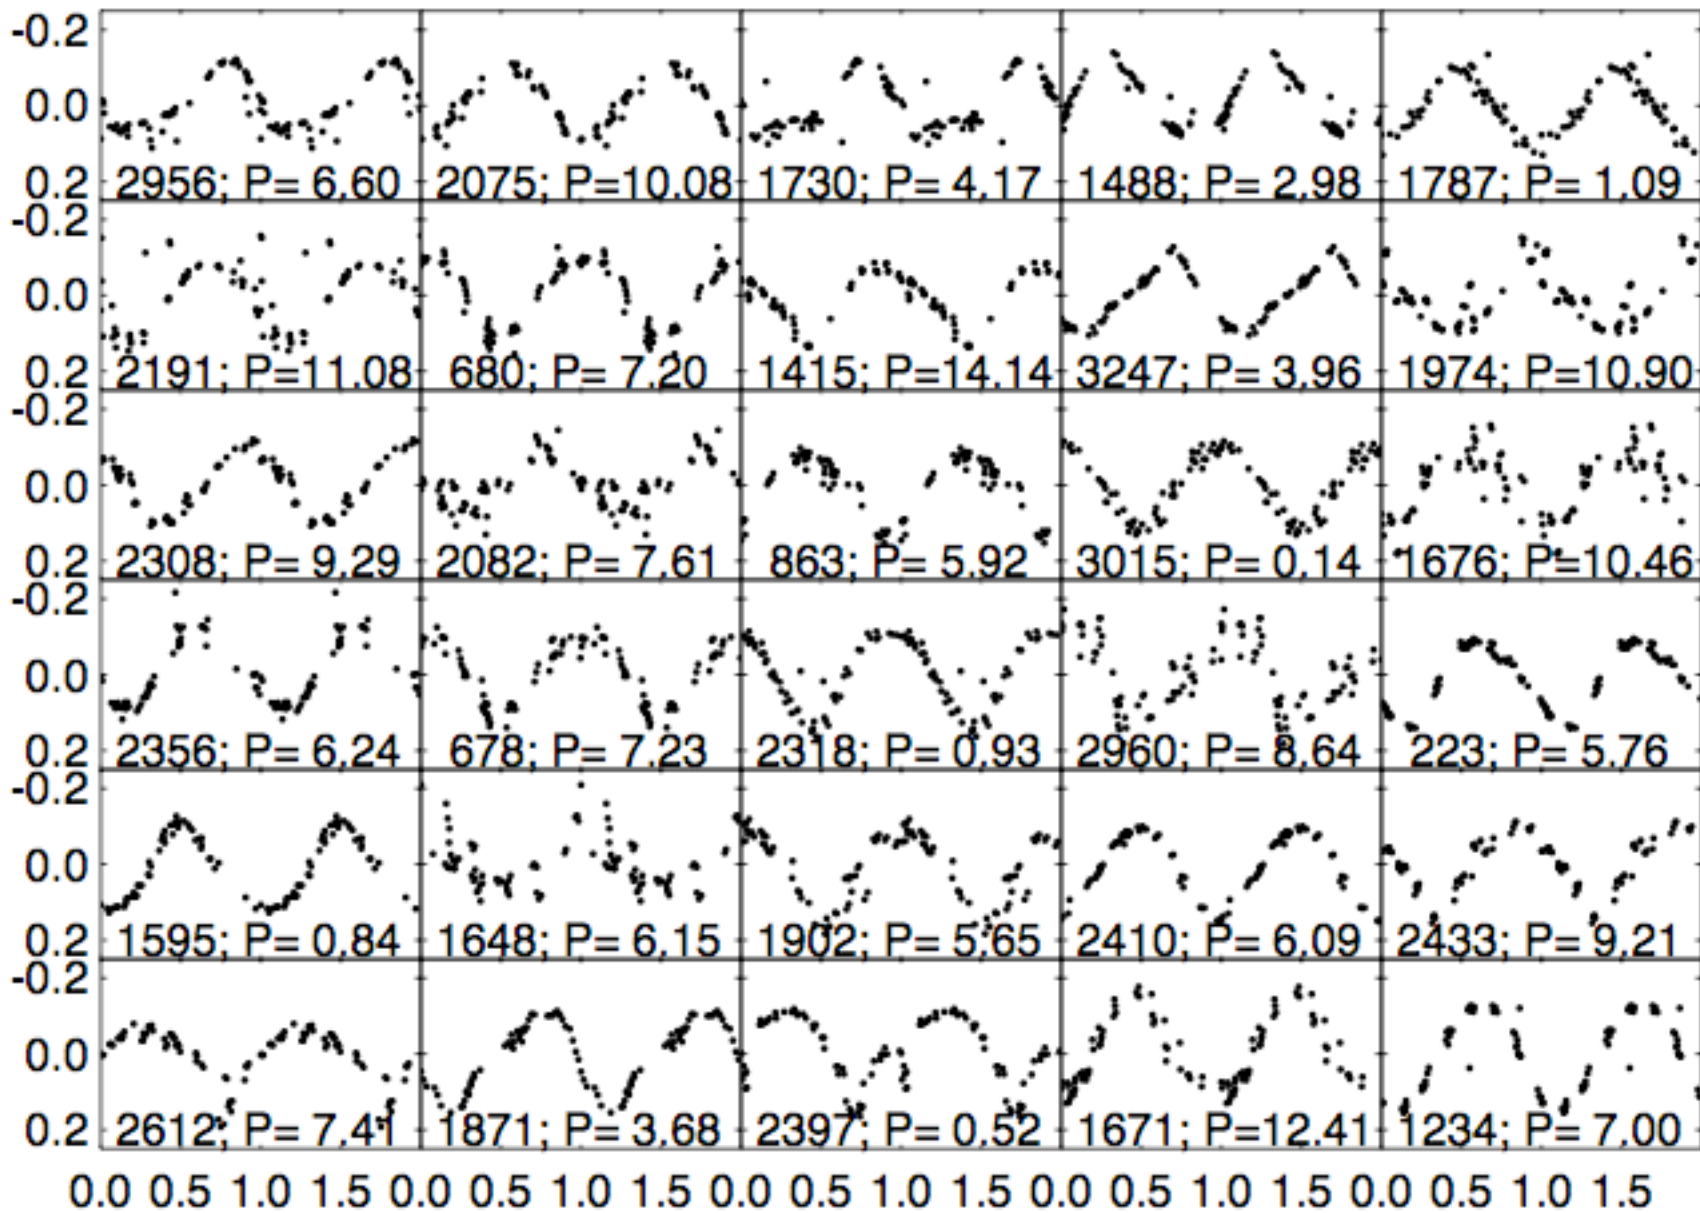 -0.2
0.0
0.2
2956; P= 6.60 2075; P=10.08 1730; P= 4.17 1488; P= 2.98 1787; P= 1.09
-0.2
0.0
0.2
2191; P=11.08 680; P= 7.20 1415; P=14.14 3247; P= 3.96 1974; P=10.90
-0.2
0.0
0.2
2308; P= 9.29 2082; P= 7.61 863; P= 5.92 3015; P= 0.14 1676; P=10.46
-0.2
0.0
0.2
2356; P= 6.24 678; P= 7.23 2318; P= 0.93 2960; P= 8.64 223; P= 5.76
-0.2
0.0
0.2
1595; P= 0.84 1648; P= 6.15 1902; P= 5.65 2410; P= 6.09 2433; P= 9.21
-0.2
0.0
0.2
2612; P= 7.41 1871; P= 3.68 2397; P= 0.52 1671; P=12.41 1234; P= 7.00
0.0 0.5 1.0 1.5 0.0 0.5 1.0 1.5 0.0 0.5 1.0 1.5 0.0 0.5 1.0 1.5 0.0 0.5 1.0 1.5